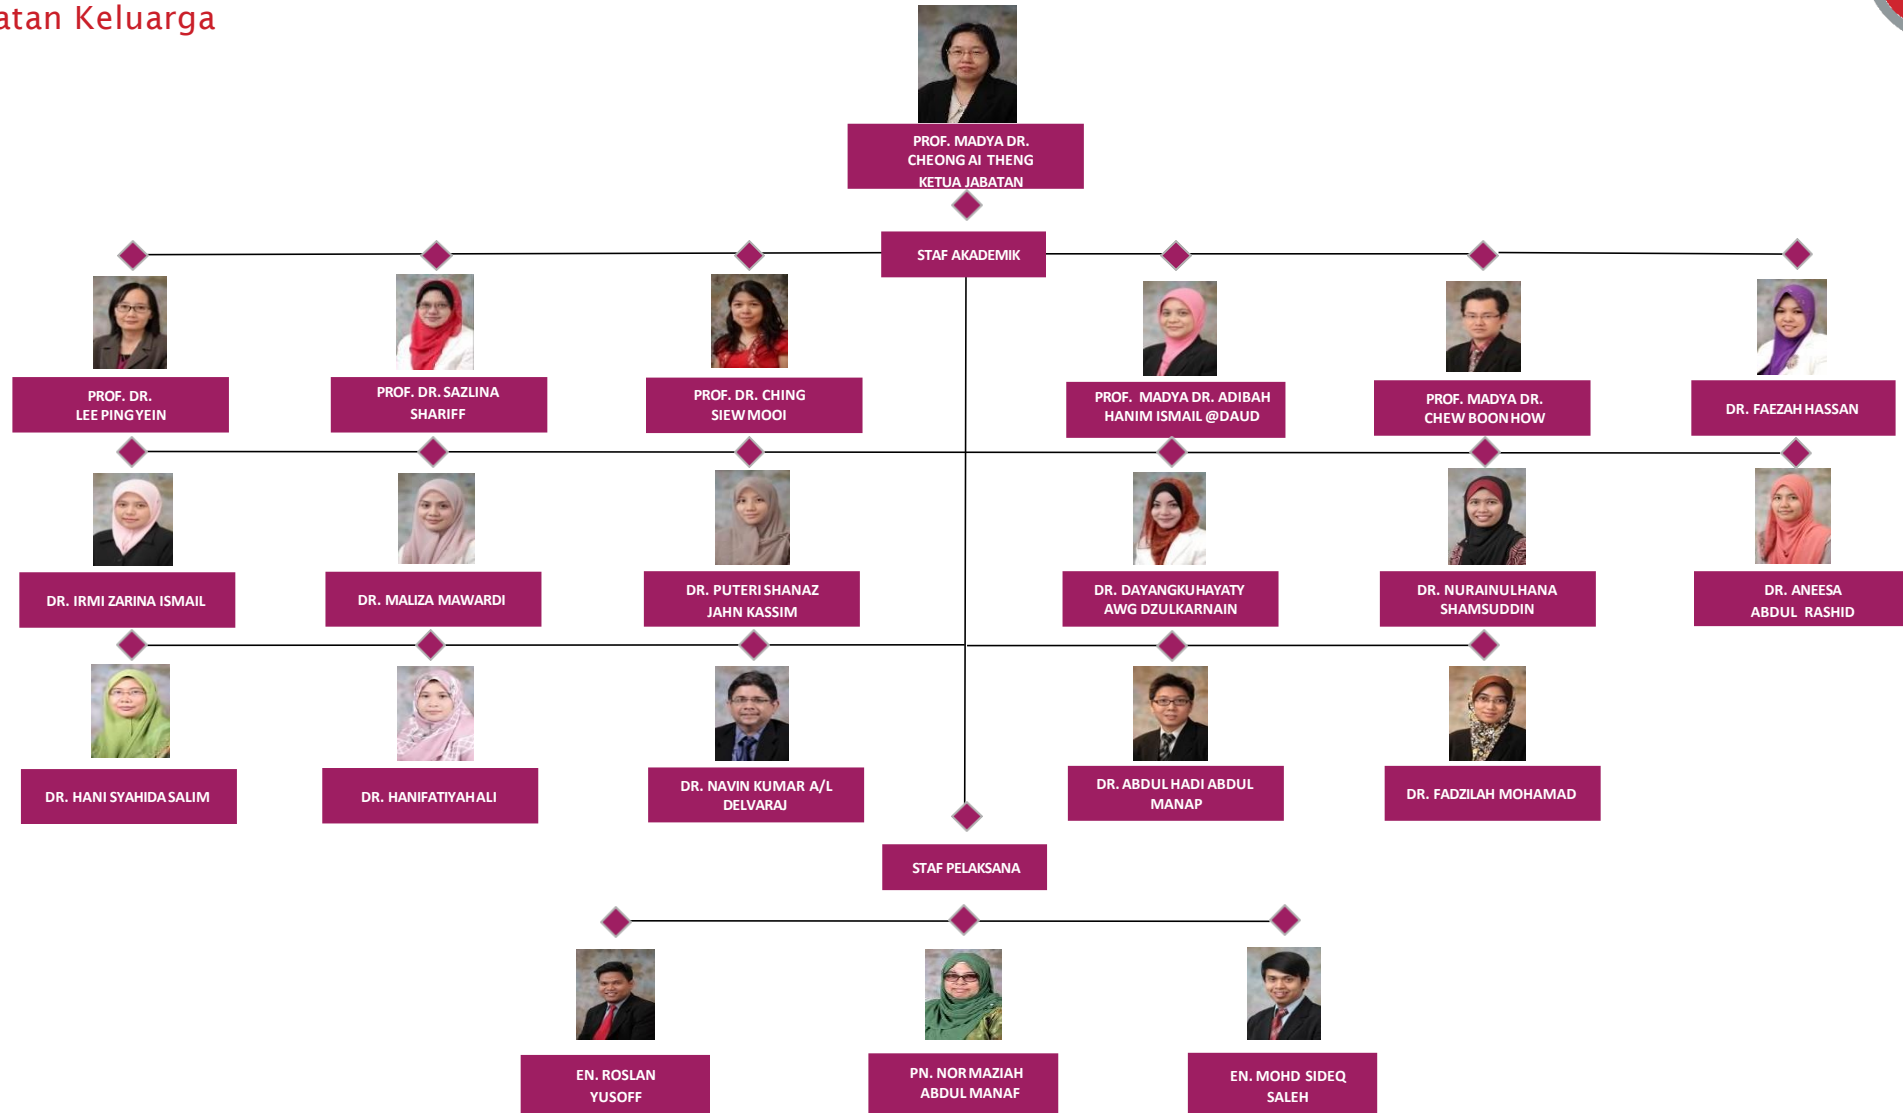 atan Keluarga
PROF. MADYA DR.
CHEONG AI THENG
KETUA JABATAN
STAF AKADEMIK
PROF. DR.
LEE PING YEIN
PROF. DR. SAZLINA
SHARIFF
PROF. DR. CHING
SIEW MOOI
PROF. MADYA DR. ADIBAH
HANIM ISMAIL @DAUD
PROF. MADYA DR.
CHEW BOON HOW
DR. FAEZAH HASSAN
DR. IRMI ZARINA ISMAIL
DR. MALIZA MAWARDI
DR. PUTERI SHANAZ
JAHN KASSIM
DR. DAYANGKUHAYATY
AWG DZULKARNAIN
DR. NURAINULHANA
SHAMSUDDIN
DR. ANEESA
ABDUL RASHID
DR. HANI SYAHIDA SALIM
DR. HANIFATIYAH ALI
DR. NAVIN KUMAR A/L
DELVARAJ
DR. ABDUL HADI ABDUL
MANAP
DR. FADZILAH MOHAMAD
STAF PELAKSANA
EN. ROSLAN
YUSOFF
PN. NOR MAZIAH
ABDUL MANAF
EN. MOHD SIDEQ
SALEH